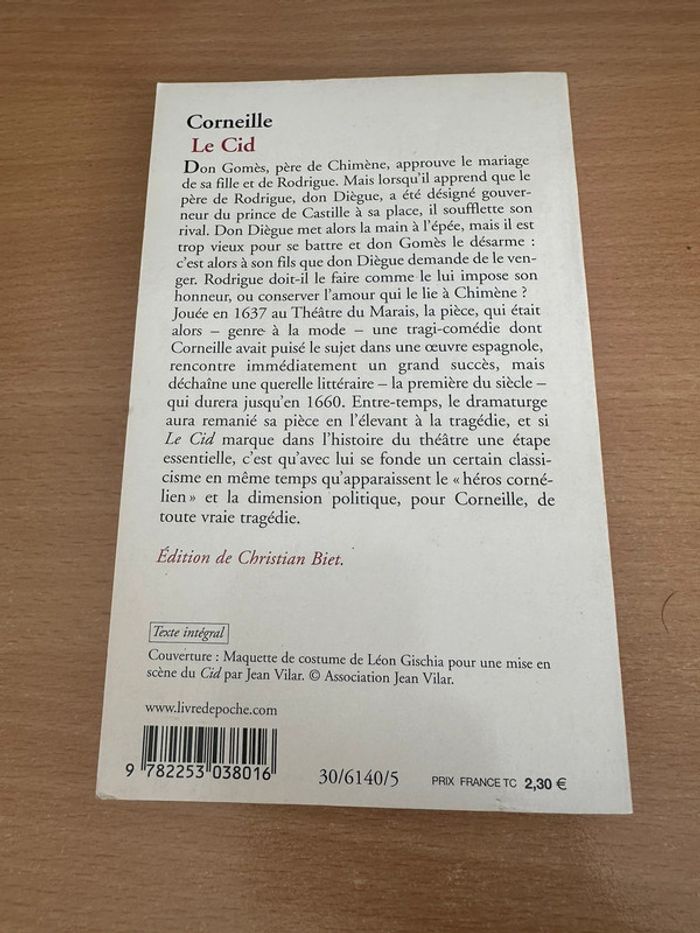 Corneille
Le Cid
Don Gomès, père de Chimène, approuve le mariage
de sa fille et de Rodrigue. Mais lorsqu'il apprend que le
père de Rodrigue, don Diègue, a été désigné gouver-
neur du prince de Castille à sa place, il soufflette son
rival. Don Diègue met alors la main à l'épée, mais il est
trop vieux pour se battre et don Gomès le désarme :
c'est alors à son fils que don Diègue demande de le ven-
ger. Rodrigue doit-il le faire comme le lui impose son
honneur, ou conserver l'amour qui le lie à Chimène ?
Jouée en 1637 au Théâtre du Marais, la pièce, qui était
alors – genre à la mode – une tragi-comédie dont
Corneille avait puisé le sujet dans une œuvre espagnole,
rencontre immédiatement un grand succès, mais
déchaîne une querelle littéraire – la première du siècle –
qui durera jusqu'en 1660. Entre-temps, le dramaturge
aura remanié sa pièce en l'élevant à la tragédie, et si
Le Cid marque dans l'histoire du théâtre une étape
essentielle, c'est qu'avec lui se fonde un certain classi-
cisme en même temps qu'apparaissent le « héros corné-
lien » et la dimension politique, pour Corneille, de
toute vraie tragédie.
Édition de Christian Biet.
Texte intégral
Couverture : Maquette de costume de Léon Gischia pour une mise en
scène du Cid par Jean Vilar. © Association Jean Vilar.
www.livredepoche.com
9 782253 038016
30/6140/5
PRIX FRANCE TC 2,30 €